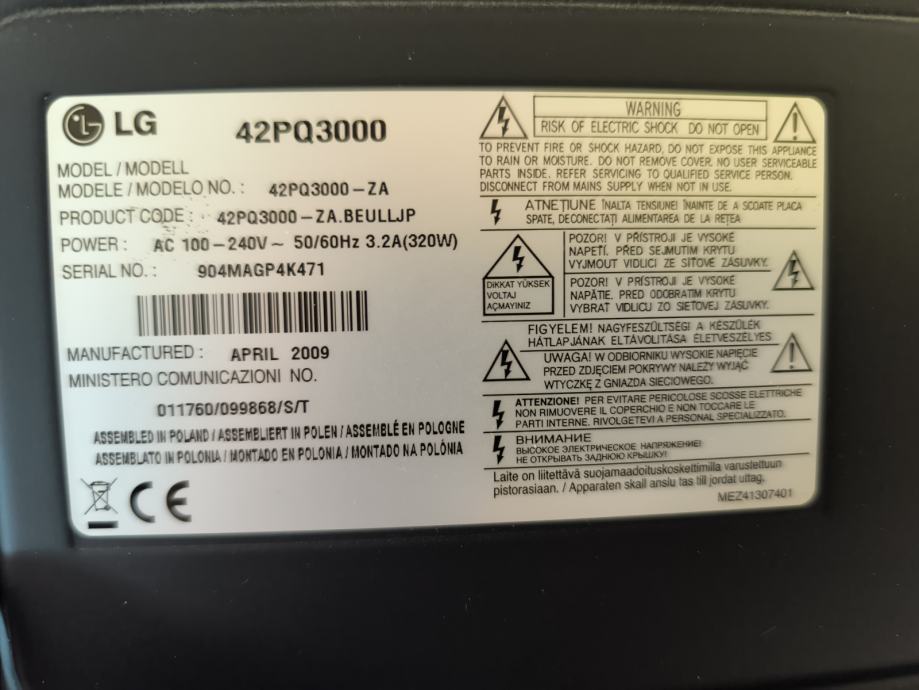 LG
42PQ3000
MODEL / MODELL
MODELE / MODELO NO. : 42PQ3000-ZA
PRODUCT CODE : 42PQ3000-ZA.BEULLJP
POWER : AC 100-240V~ 50/60Hz 3.2A(320W)
SERIAL NO. : 904MAGP4K471
MANUFACTURED : APRIL 2009
MINISTERO COMUNICAZIONI NO.
011760/099868/S/T
ASSEMBLED IN POLAND / ASSEMBLIERT IN POLEN / ASSEMBLÉ EN POLOGNE
ASSEMBLATO IN POLONIA / MONTADO EN POLONIA / MONTADO NA POLÓNIA
CE
WARNING
RISK OF ELECTRIC SHOCK DO NOT OPEN
TO PREVENT FIRE OR SHOCK HAZARD, DO NOT EXPOSE THIS APPLIANCE
TO RAIN OR MOISTURE. DO NOT REMOVE COVER. NO USER SERVICEABLE
PARTS INSIDE. REFER SERVICING TO QUALIFIED SERVICE PERSON.
DISCONNECT FROM MAINS SUPPLY WHEN NOT IN USE.
ATNEŢIUNE ÎNALTA TENSIUNE! ÎNAINTE DE A SCOATE PLACA
SPATE, DECONECTAŢI ALIMENTAREA DE LA REŢEA
DİKKAT YÜKSEK
VOLTAJ
AÇMAYINIZ
POZOR! V PŘÍSTROJI JE VYSOKÉ
NAPETÍ. PŘED SEJMUTIM KRYTU
VYJMOUT VIDLICI ZE SÍTOVÉ ZÁSUVKY.
POZOR! V PRÍSTROJI JE VYSOKÉ
NAPÄTIE. PRED ODOBRATIM KRYTU
VYBRAT VIDLICU ZO SIEŤOVEJ ZÁSUVKY.
FIGYELEM! NAGYFESZÜLTSÉG! A KÉSZÜLÉK
HÁTLAPJÁNAK ELTÁVOLÍTÁSA ÉLETVESZÉLYES
UWAGA! W ODBIORNIKU WYSOKIE NAPIĘCIE
PRZED ZDJĘCIEM POKRYWY NALEŻY WYJĄĆ
WTYCZKĘ Z GNIAZDA SIECIOWEGO.
ATTENZIONE! PER EVITARE PERICOLOSE SCOSSE ELETTRICHE
NON RIMUOVERE IL COPERCHIO E NON TOCCARE LE
PARTI INTERNE. RIVOLGETEVI A PERSONAL SPECIALIZZATO.
ВНИМАНИЕ
ВЫСОКОЕ ЭЛЕКТРИЧЕСКОЕ НАПРЯЖЕНИЕ!
НЕ ОТКРЫВАТЬ ЗАДНЮЮ КРЫШКУ!
Laite on liitettävä suojamaadoituskoskettimilla varustettuun
pistorasiaan. / Apparaten skall anslu tas till jordat uttag.
MEZ41307401